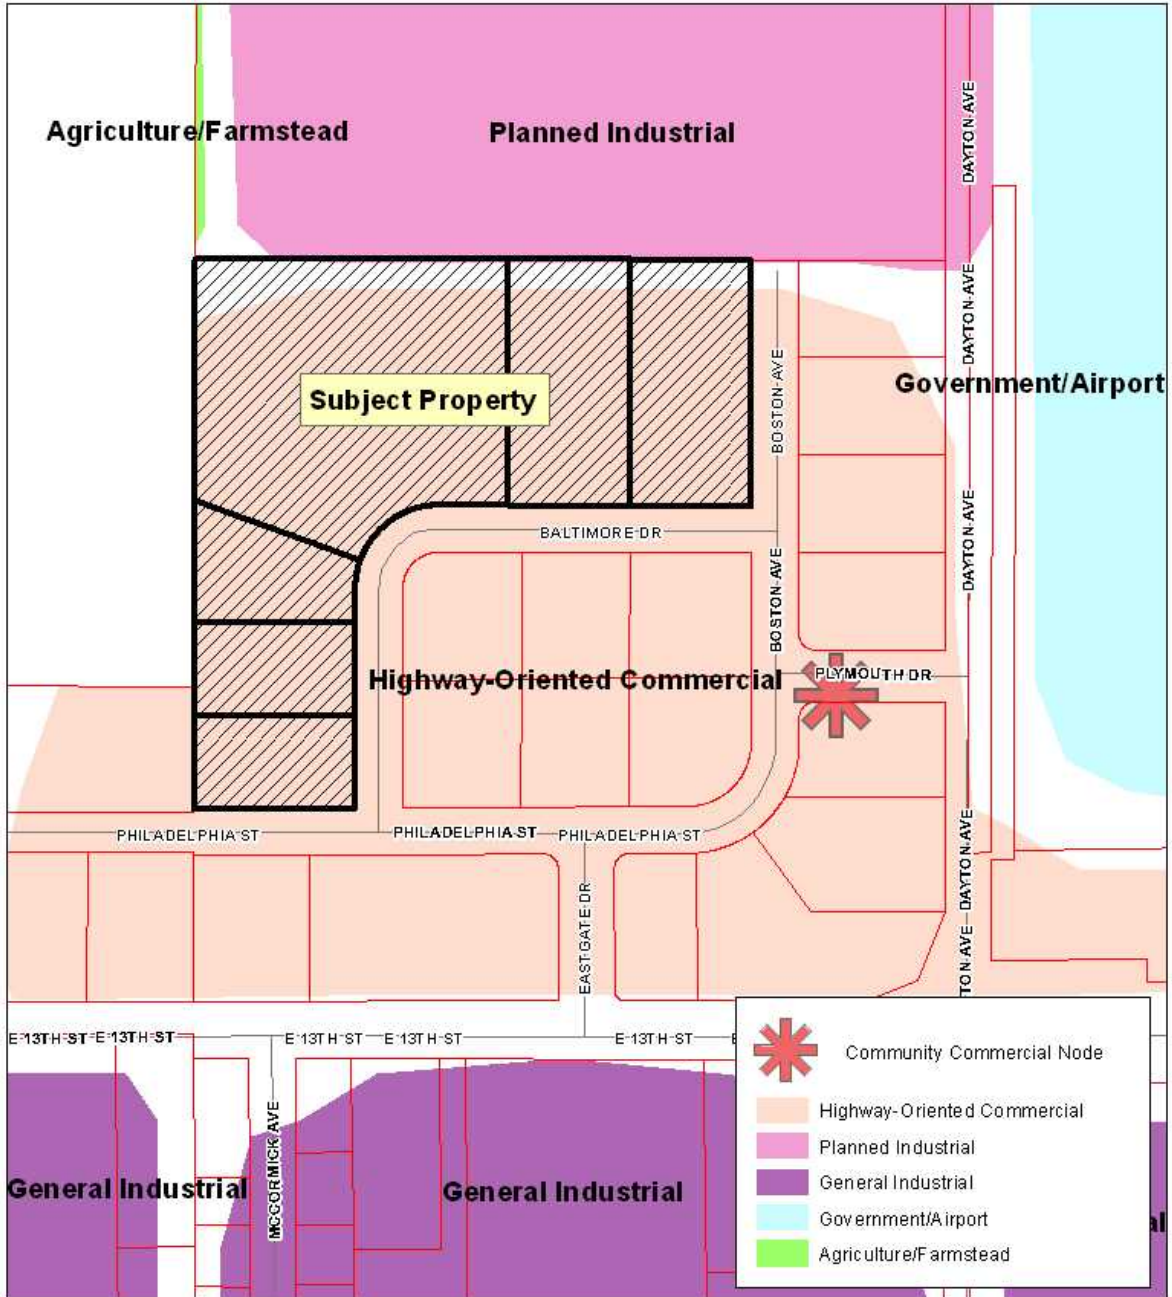 DAYTON AVE
Agriculture/Farmstead
Planned Industrial
DAYTON AVE
BOSTON AVE
Government/Airport
Subject Property
DAYTON AVE
BALTIMORE DR
BOSTON AVE
Highway-Oriented Commercial
PLYMOUTH DR
PHILADELPHIA ST
PHILADELPHIA ST
PHILADELPHIA ST
DAYTON AVE
EASTGATE DR
TON AVE
E 13TH ST
E 13TH ST
E 13TH ST
E 13TH ST
E 13TH ST
E
MCCORMICK AVE
General Industrial
General Industrial
al
Community Commercial Node
Highway-Oriented Commercial
Planned Industrial
General Industrial
Government/Airport
Agriculture/Farmstead